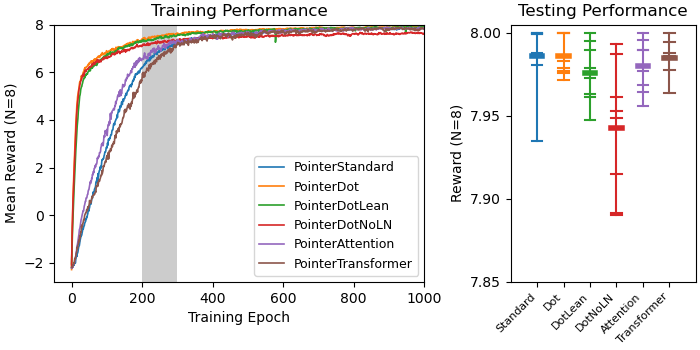 Training Performance
Mean Reward (N=8)
8
6
4
2
0
−2
0
200
400
600
800
1000
Training Epoch
PointerStandard
PointerDot
PointerDotLean
PointerDotNoLN
PointerAttention
PointerTransformer
Testing Performance
Reward (N=8)
8.00
7.95
7.90
7.85
Standard
Dot
DotLean
DotNoLN
Attention
Transformer